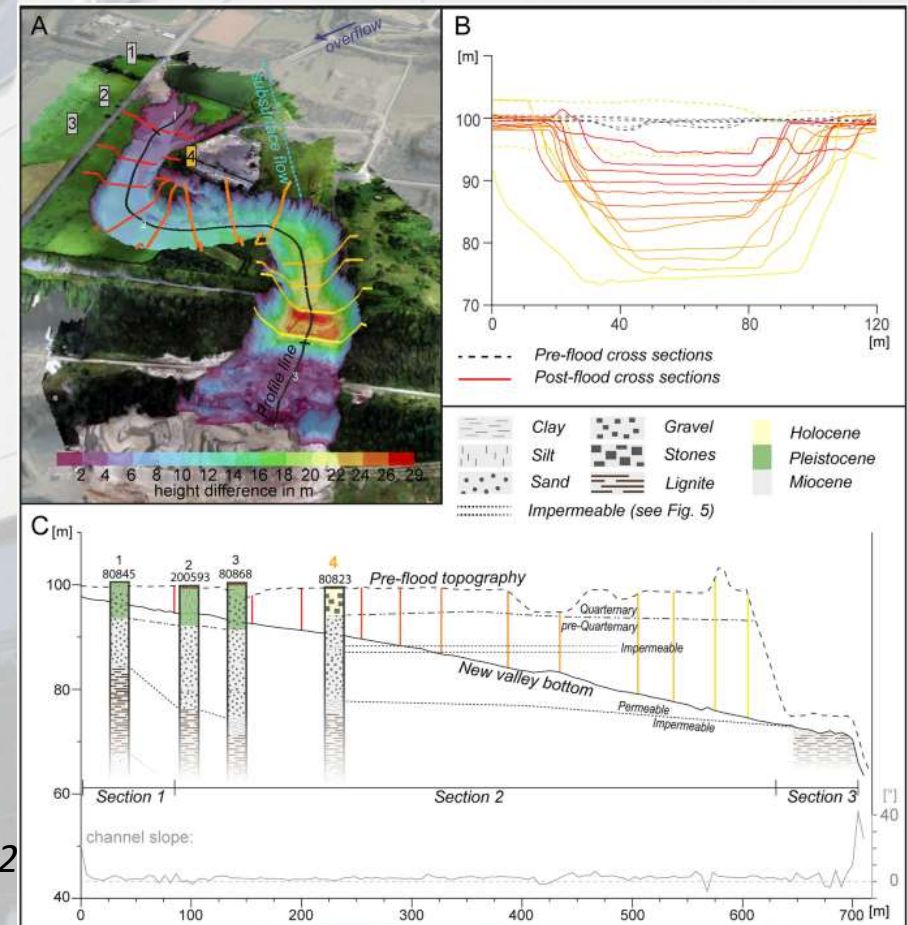 A
overflow
subsurface flow
1
2
3
4
1
2
3
Profile line
2 4 6 8 10 12 14 16 18 20 22 24 26 29
height difference in m
B
[m]
100
90
80
70
0 40 80 120
[m]
Pre-flood cross sections
Post-flood cross sections
Clay
Silt
Sand
Gravel
Stones
Lignite
Holocene
Pleistocene
Miocene
Impermeable (see Fig. 5)
C
[m]
100
80
60
40
1
80845
2
200593
3
80868
4
80823
Pre-flood topography
Quarternary
pre-Quarternary
Impermeable
New valley bottom
Permeable
Impermeable
Section 1
Section 2
Section 3
channel slope:
[°]
40
0
0 100 200 300 400 500 600 700 [m]
2